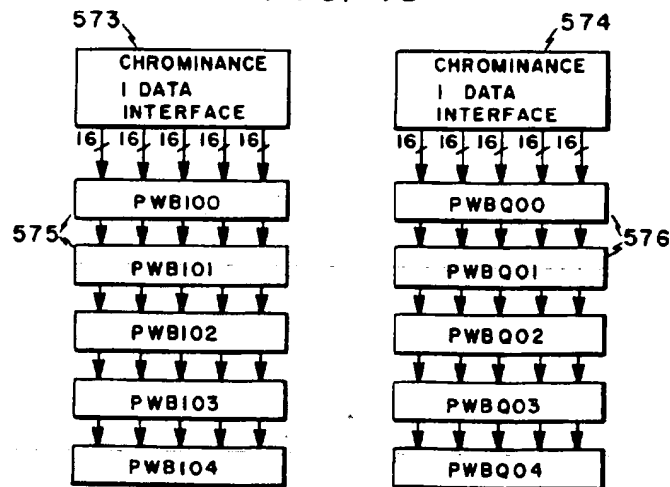 573
CHROMINANCE
I DATA
INTERFACE
16 16 16 16 16
PWBI00
575
PWBI01
PWBI02
PWBI03
PWBI04
574
CHROMINANCE
I DATA
INTERFACE
16 16 16 16 16
PWBQ00
576
PWBQ01
PWBQ02
PWBQ03
PWBQ04